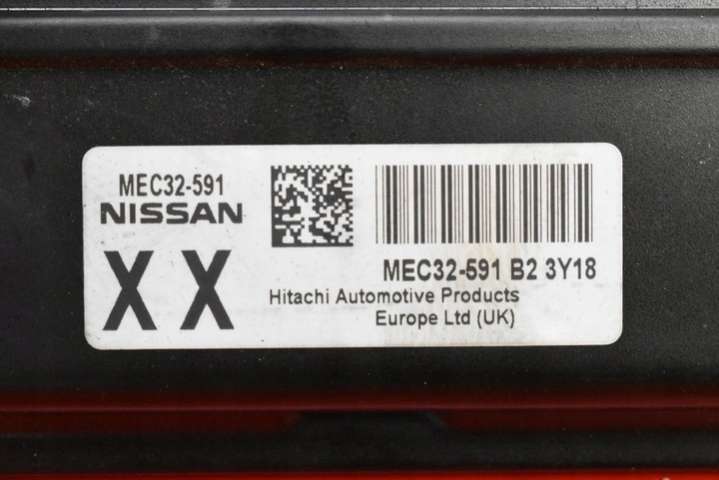 MEC32-591
NISSAN
XX
MEC32-591 B2 3Y18
Hitachi Automotive Products
Europe Ltd (UK)